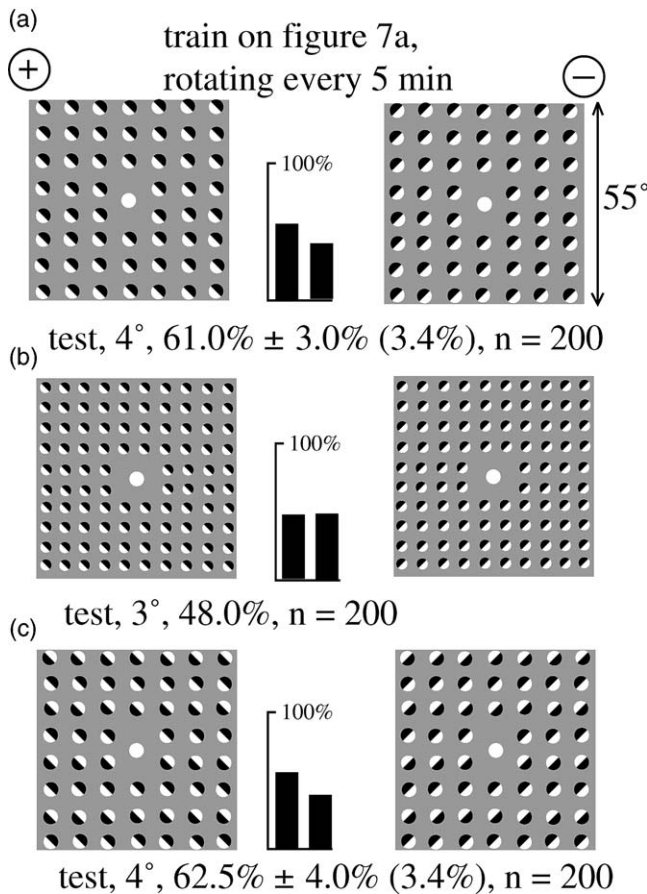 (a)
train on figure 7a,
rotating every 5 min
+
−
100%
55°
test, 4°, 61.0% ± 3.0% (3.4%), n = 200
(b)
100%
test, 3°, 48.0%, n = 200
(c)
100%
test, 4°, 62.5% ± 4.0% (3.4%), n = 200